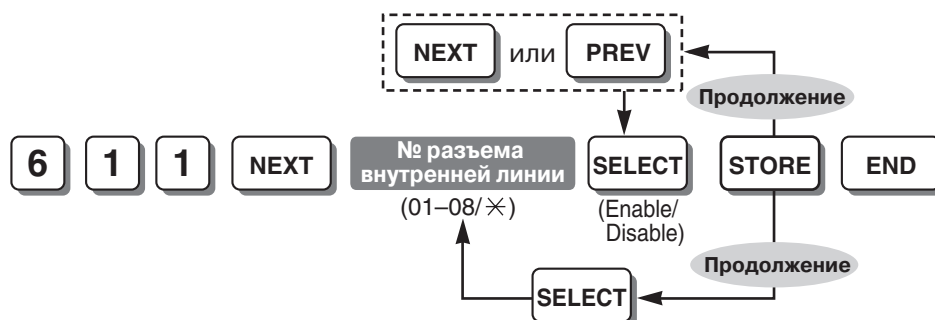 NEXT или PREV
Продолжение
6 1 1 NEXT № разъема внутренней линии SELECT STORE END
(01–08/✳)
(Enable/
Disable)
Продолжение
SELECT